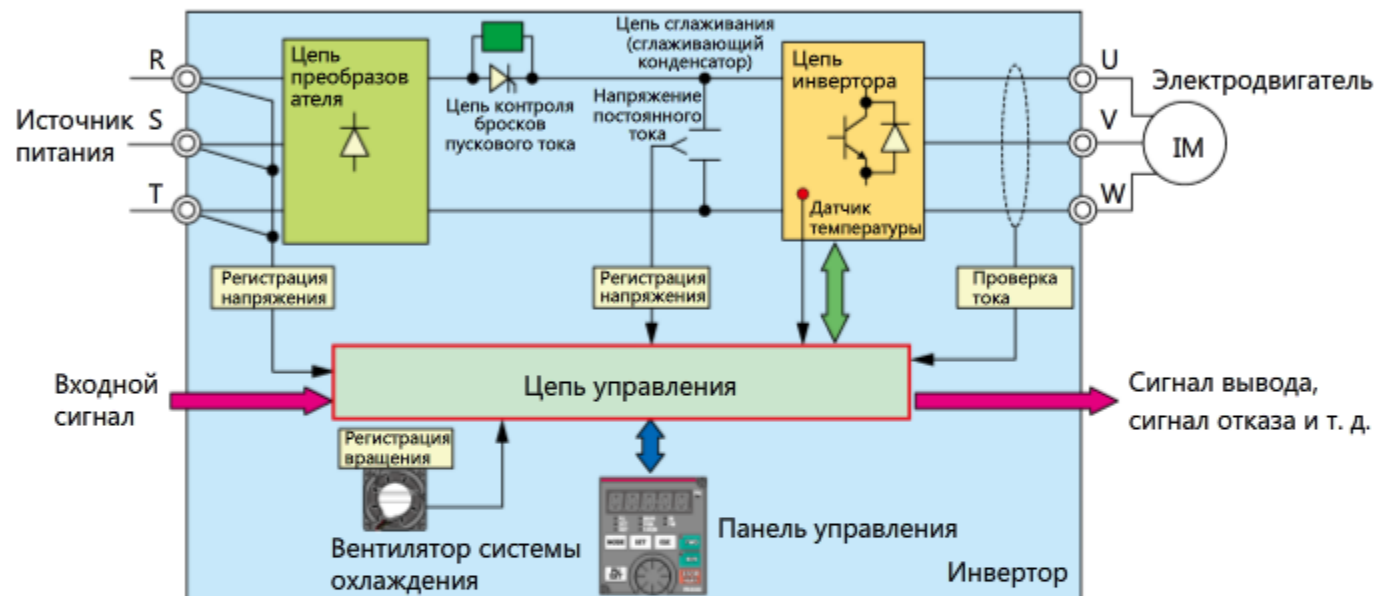 R
S
T
Источник
питания
Цепь
преобразов
ателя
Цепь контроля
бросков
пускового тока
Цепь сглаживания
(сглаживающий
конденсатор)
Напряжение
постоянного
тока
Цепь
инвертора
Датчик
температуры
U
V
W
Электродвигатель
IM
Регистрация
напряжения
Регистрация
напряжения
Проверка
тока
Входной
сигнал
Цепь управления
Сигнал вывода,
сигнал отказа и т. д.
Регистрация
вращения
Вентилятор системы
охлаждения
MODE SET
Панель управления
Инвертор